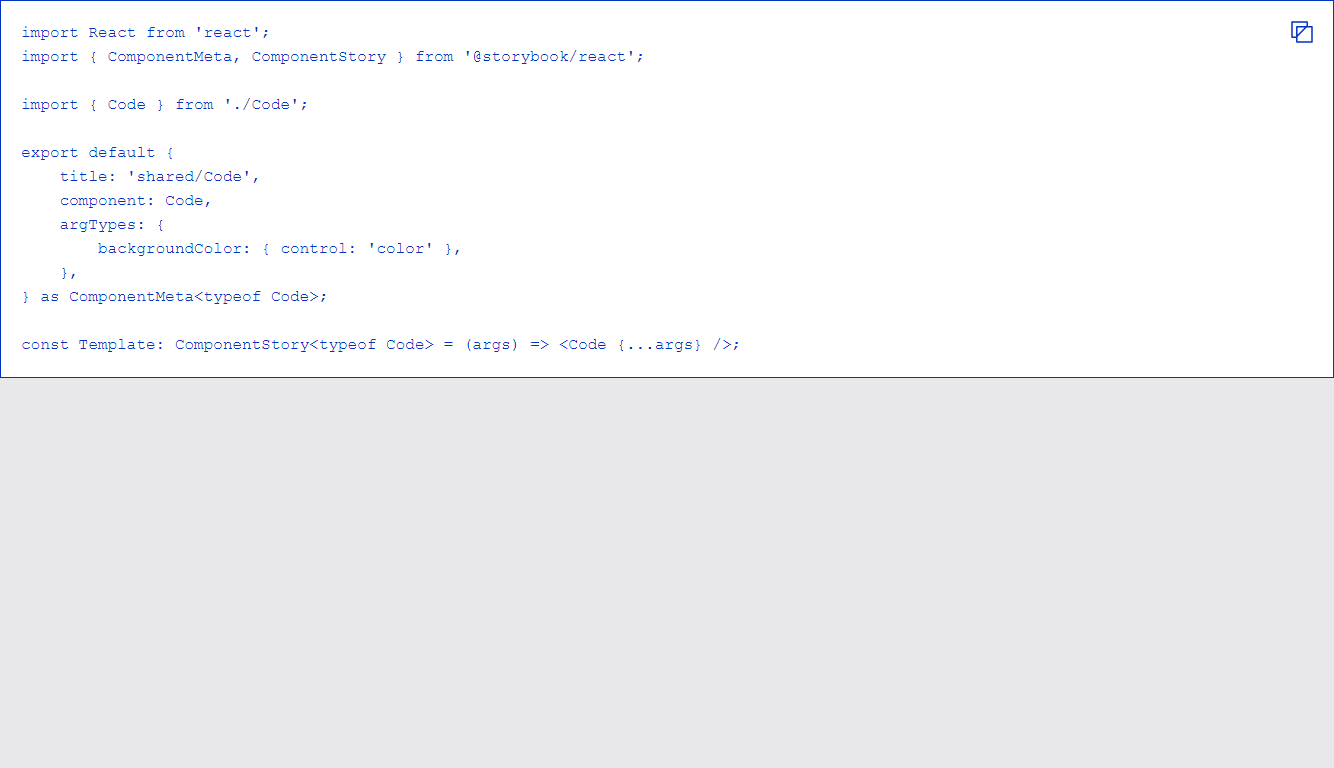 import React from 'react';
import { ComponentMeta, ComponentStory } from '@storybook/react';

import { Code } from './Code';

export default {
    title: 'shared/Code',
    component: Code,
    argTypes: {
        backgroundColor: { control: 'color' },
    },
} as ComponentMeta<typeof Code>;

const Template: ComponentStory<typeof Code> = (args) => <Code {...args} />;